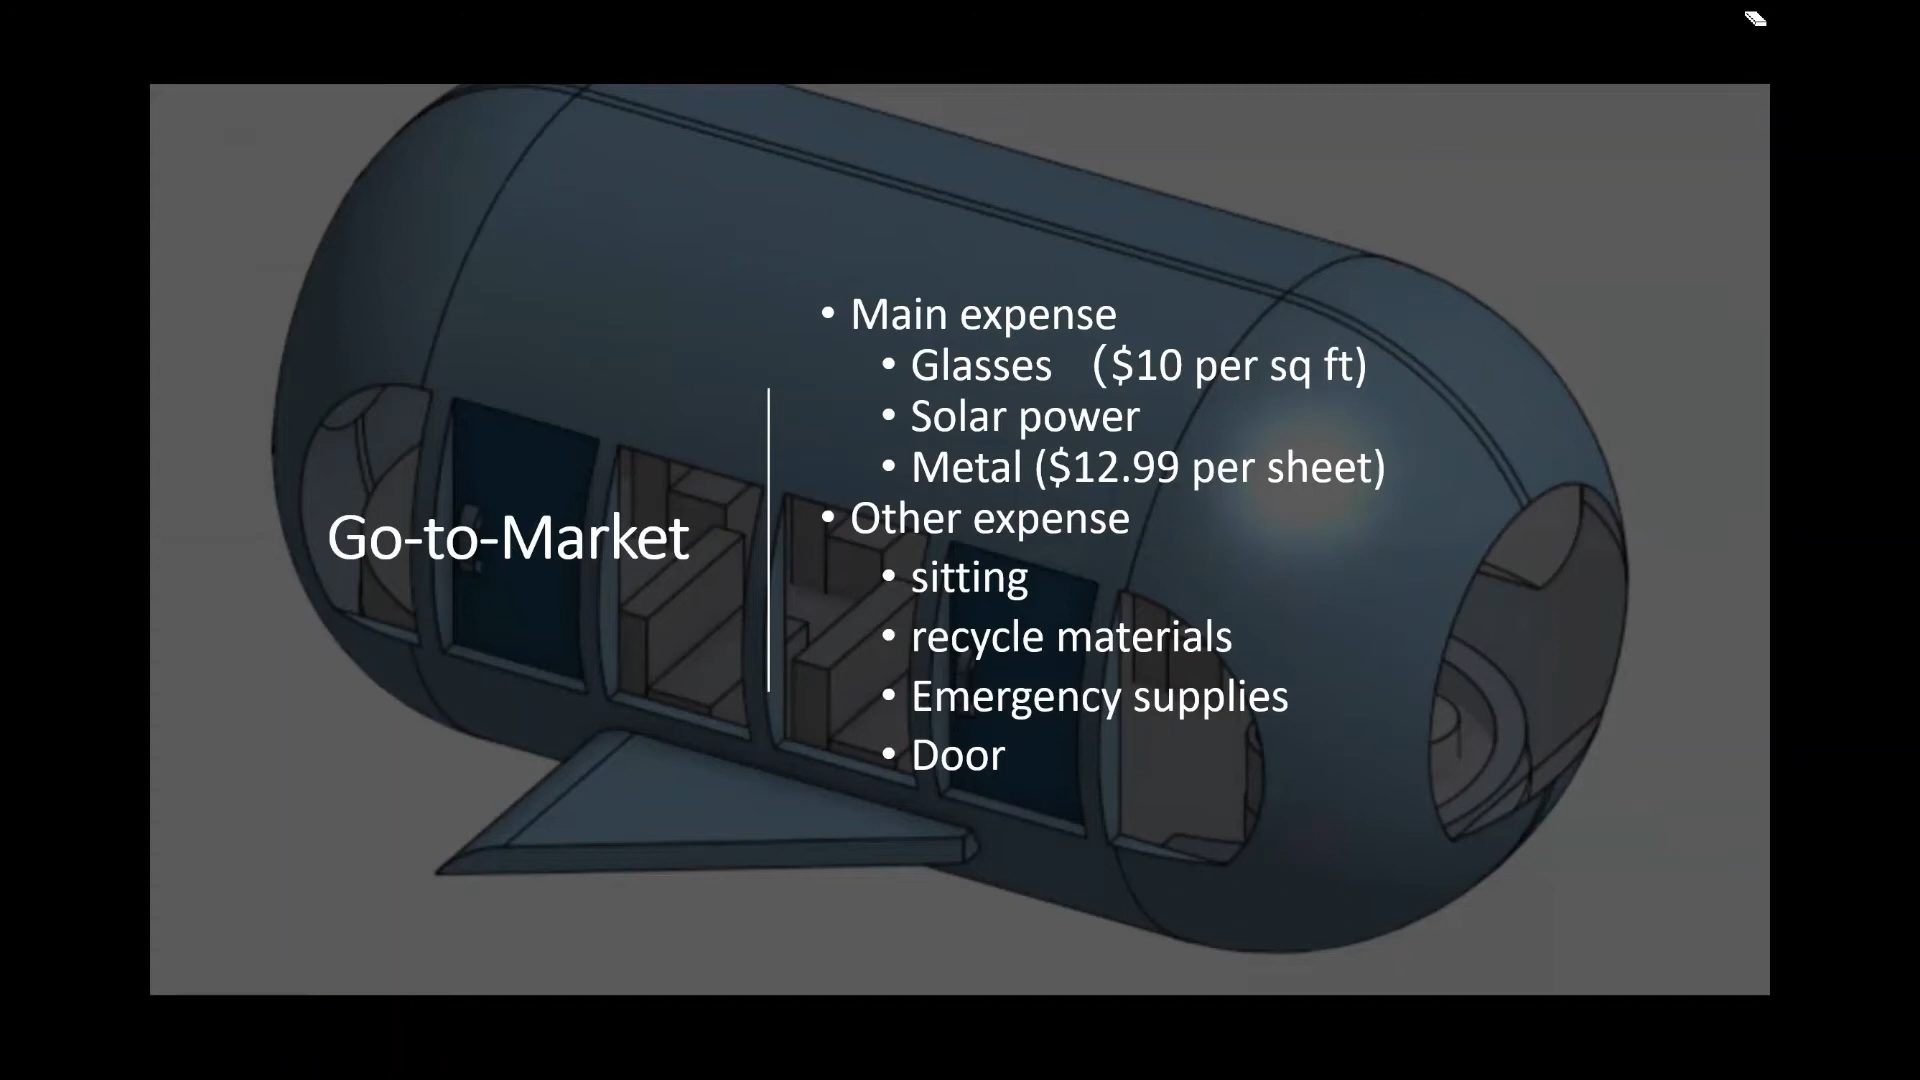 Go-to-Market
• Main expense
• Glasses ($10 per sq ft)
• Solar power
• Metal ($12.99 per sheet)
• Other expense
• sitting
• recycle materials
• Emergency supplies
• Door